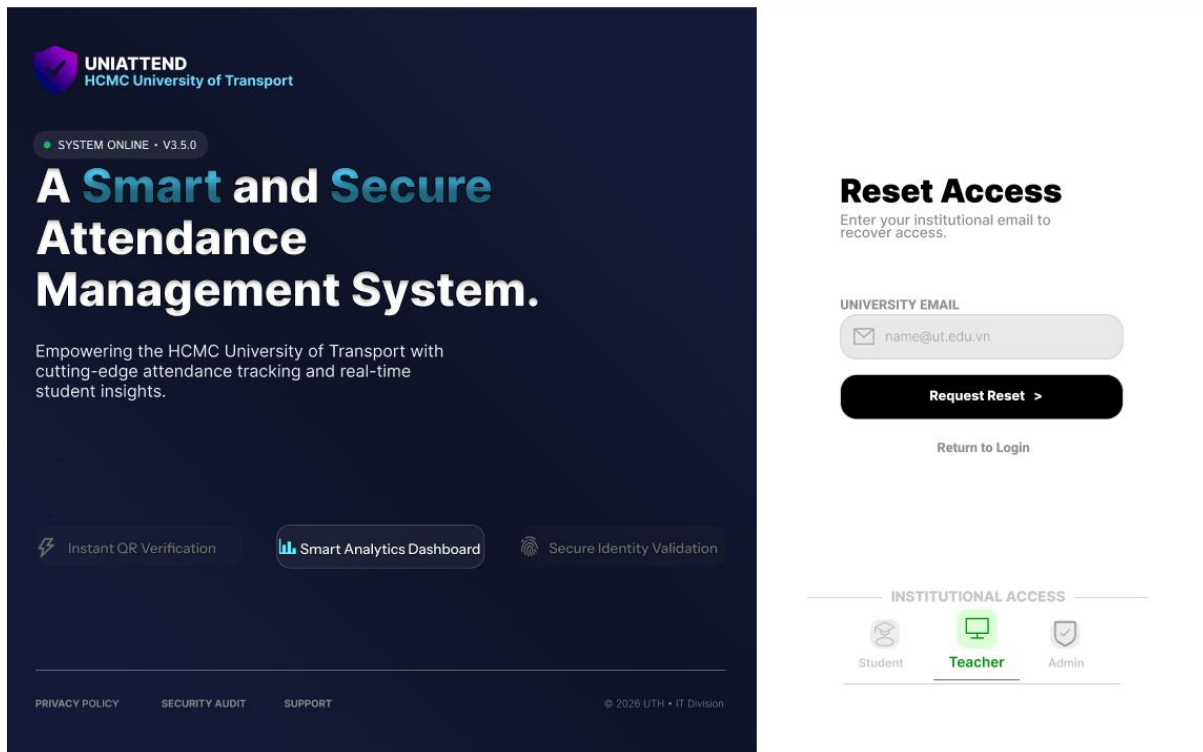 UNIATTEND
HCMC University of Transport
SYSTEM ONLINE • V3.5.0
A Smart and Secure
Attendance
Management System.
Empowering the HCMC University of Transport with
cutting-edge attendance tracking and real-time
student insights.
Instant QR Verification
Smart Analytics Dashboard
Secure Identity Validation
PRIVACY POLICY
SECURITY AUDIT
SUPPORT
© 2026 UTH • IT Division
Reset Access
Enter your institutional email to
recover access.
UNIVERSITY EMAIL
name@ut.edu.vn
Request Reset >
Return to Login
INSTITUTIONAL ACCESS
Student
Teacher
Admin